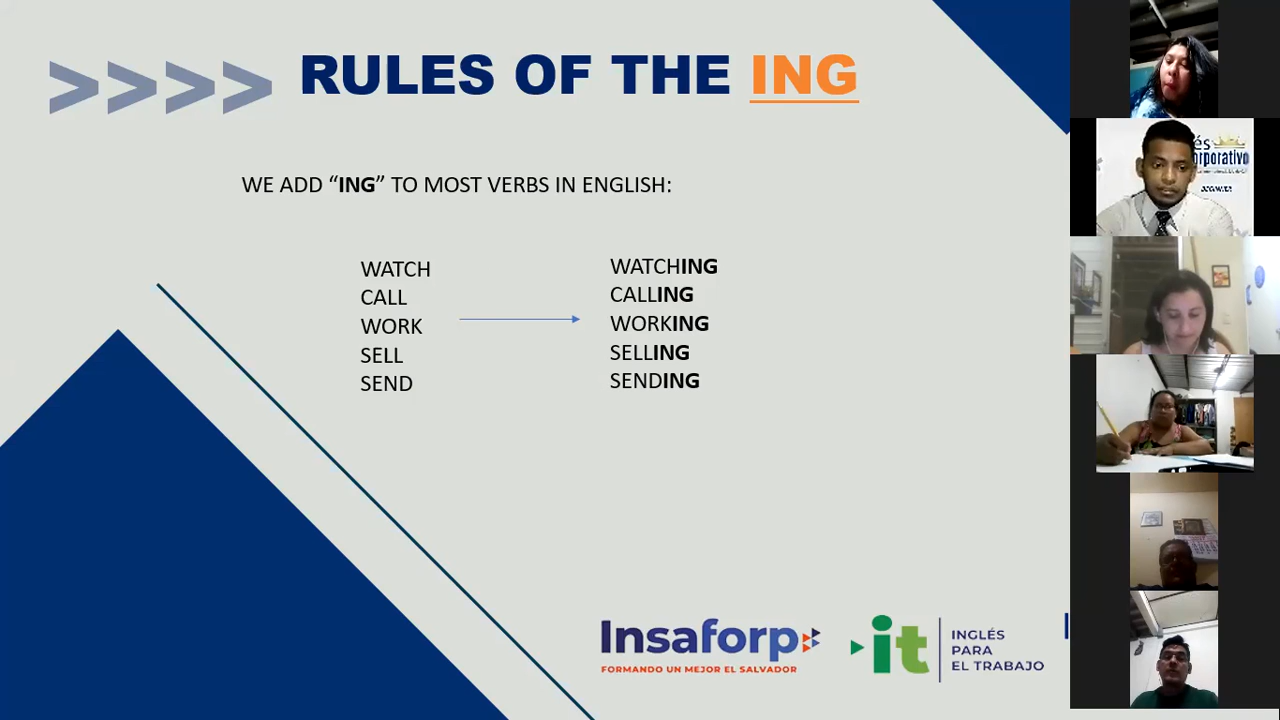 >>>> RULES OF THE ING
WE ADD “ING” TO MOST VERBS IN ENGLISH:
WATCH
CALL
WORK
SELL
SEND
WATCHING
CALLING
WORKING
SELLING
SENDING
Insaforp
FORMANDO UN MEJOR EL SALVADOR
it
INGLÉS
PARA
EL TRABAJO